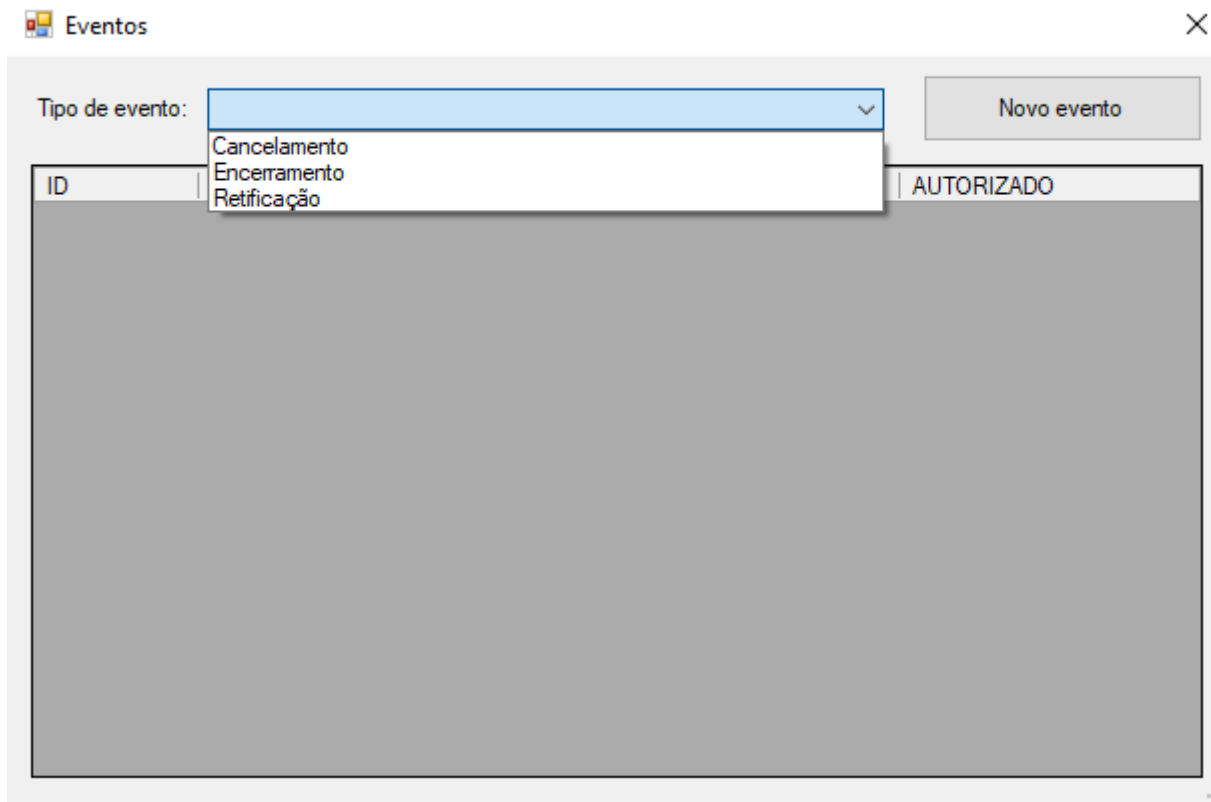 Eventos
Tipo de evento:
Novo evento
Cancelamento
Encerramento
Retificação
ID
AUTORIZADO